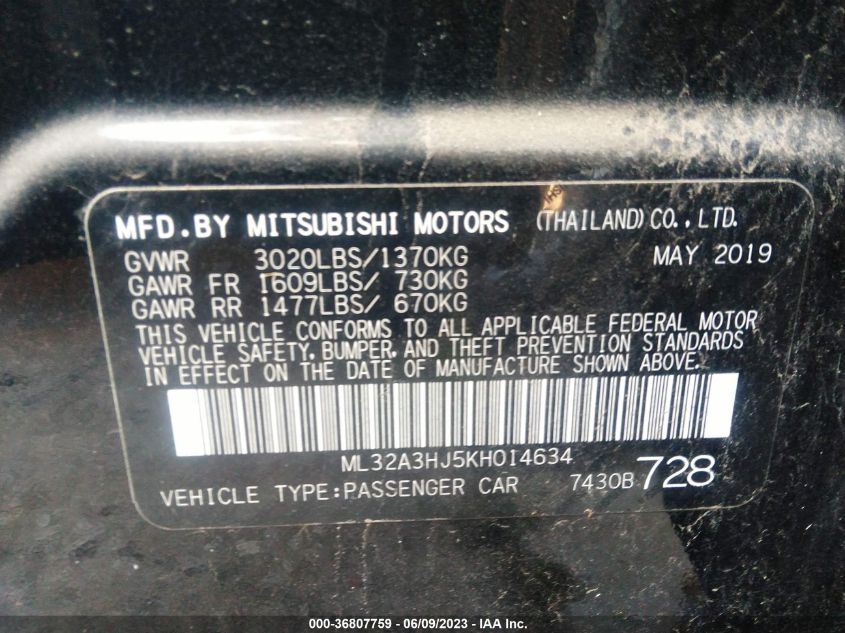 MFD.BY MITSUBISHI MOTORS (THAILAND) CO., LTD.
GVWR 3020LBS/1370KG MAY 2019
GAWR FR 1609LBS/ 730KG
GAWR RR 1477LBS/ 670KG
THIS VEHICLE CONFORMS TO ALL APPLICABLE FEDERAL MOTOR
VEHICLE SAFETY, BUMPER, AND THEFT PREVENTION STANDARDS
IN EFFECT ON THE DATE OF MANUFACTURE SHOWN ABOVE.
ML32A3HJ5KH014634
VEHICLE TYPE:PASSENGER CAR 7430B 728
000-36807759 - 06/09/2023 - IAA Inc.